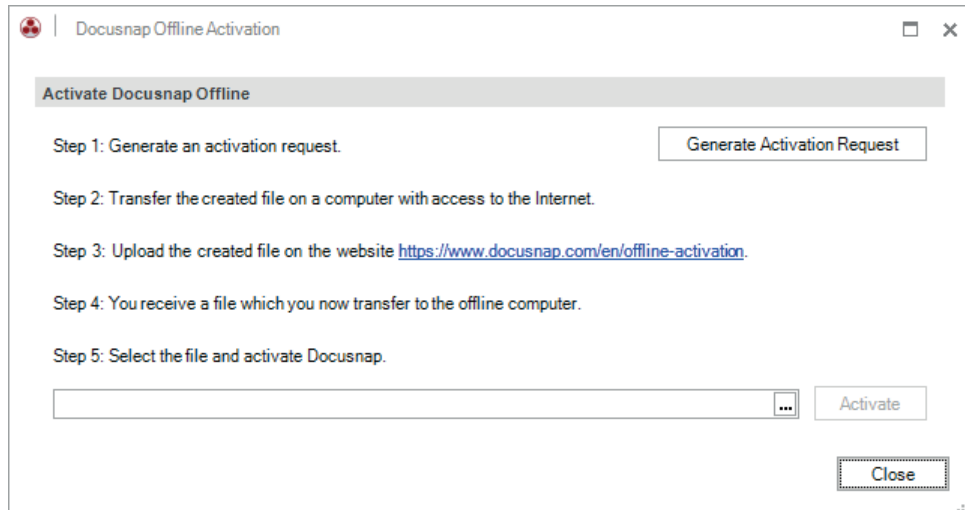 Docusnap Offline Activation
Activate Docusnap Offline
Step 1: Generate an activation request.
Generate Activation Request
Step 2: Transfer the created file on a computer with access to the Internet.
Step 3: Upload the created file on the website https://www.docusnap.com/en/offline-activation.
Step 4: You receive a file which you now transfer to the offline computer.
Step 5: Select the file and activate Docusnap.
...
Activate
Close